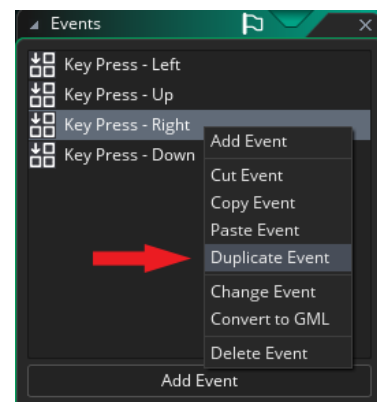 Events
Key Press - Left
Key Press - Up
Key Press - Right
Key Press - Down
Add Event
Cut Event
Copy Event
Paste Event
Duplicate Event
Change Event
Convert to GML
Delete Event
Add Event